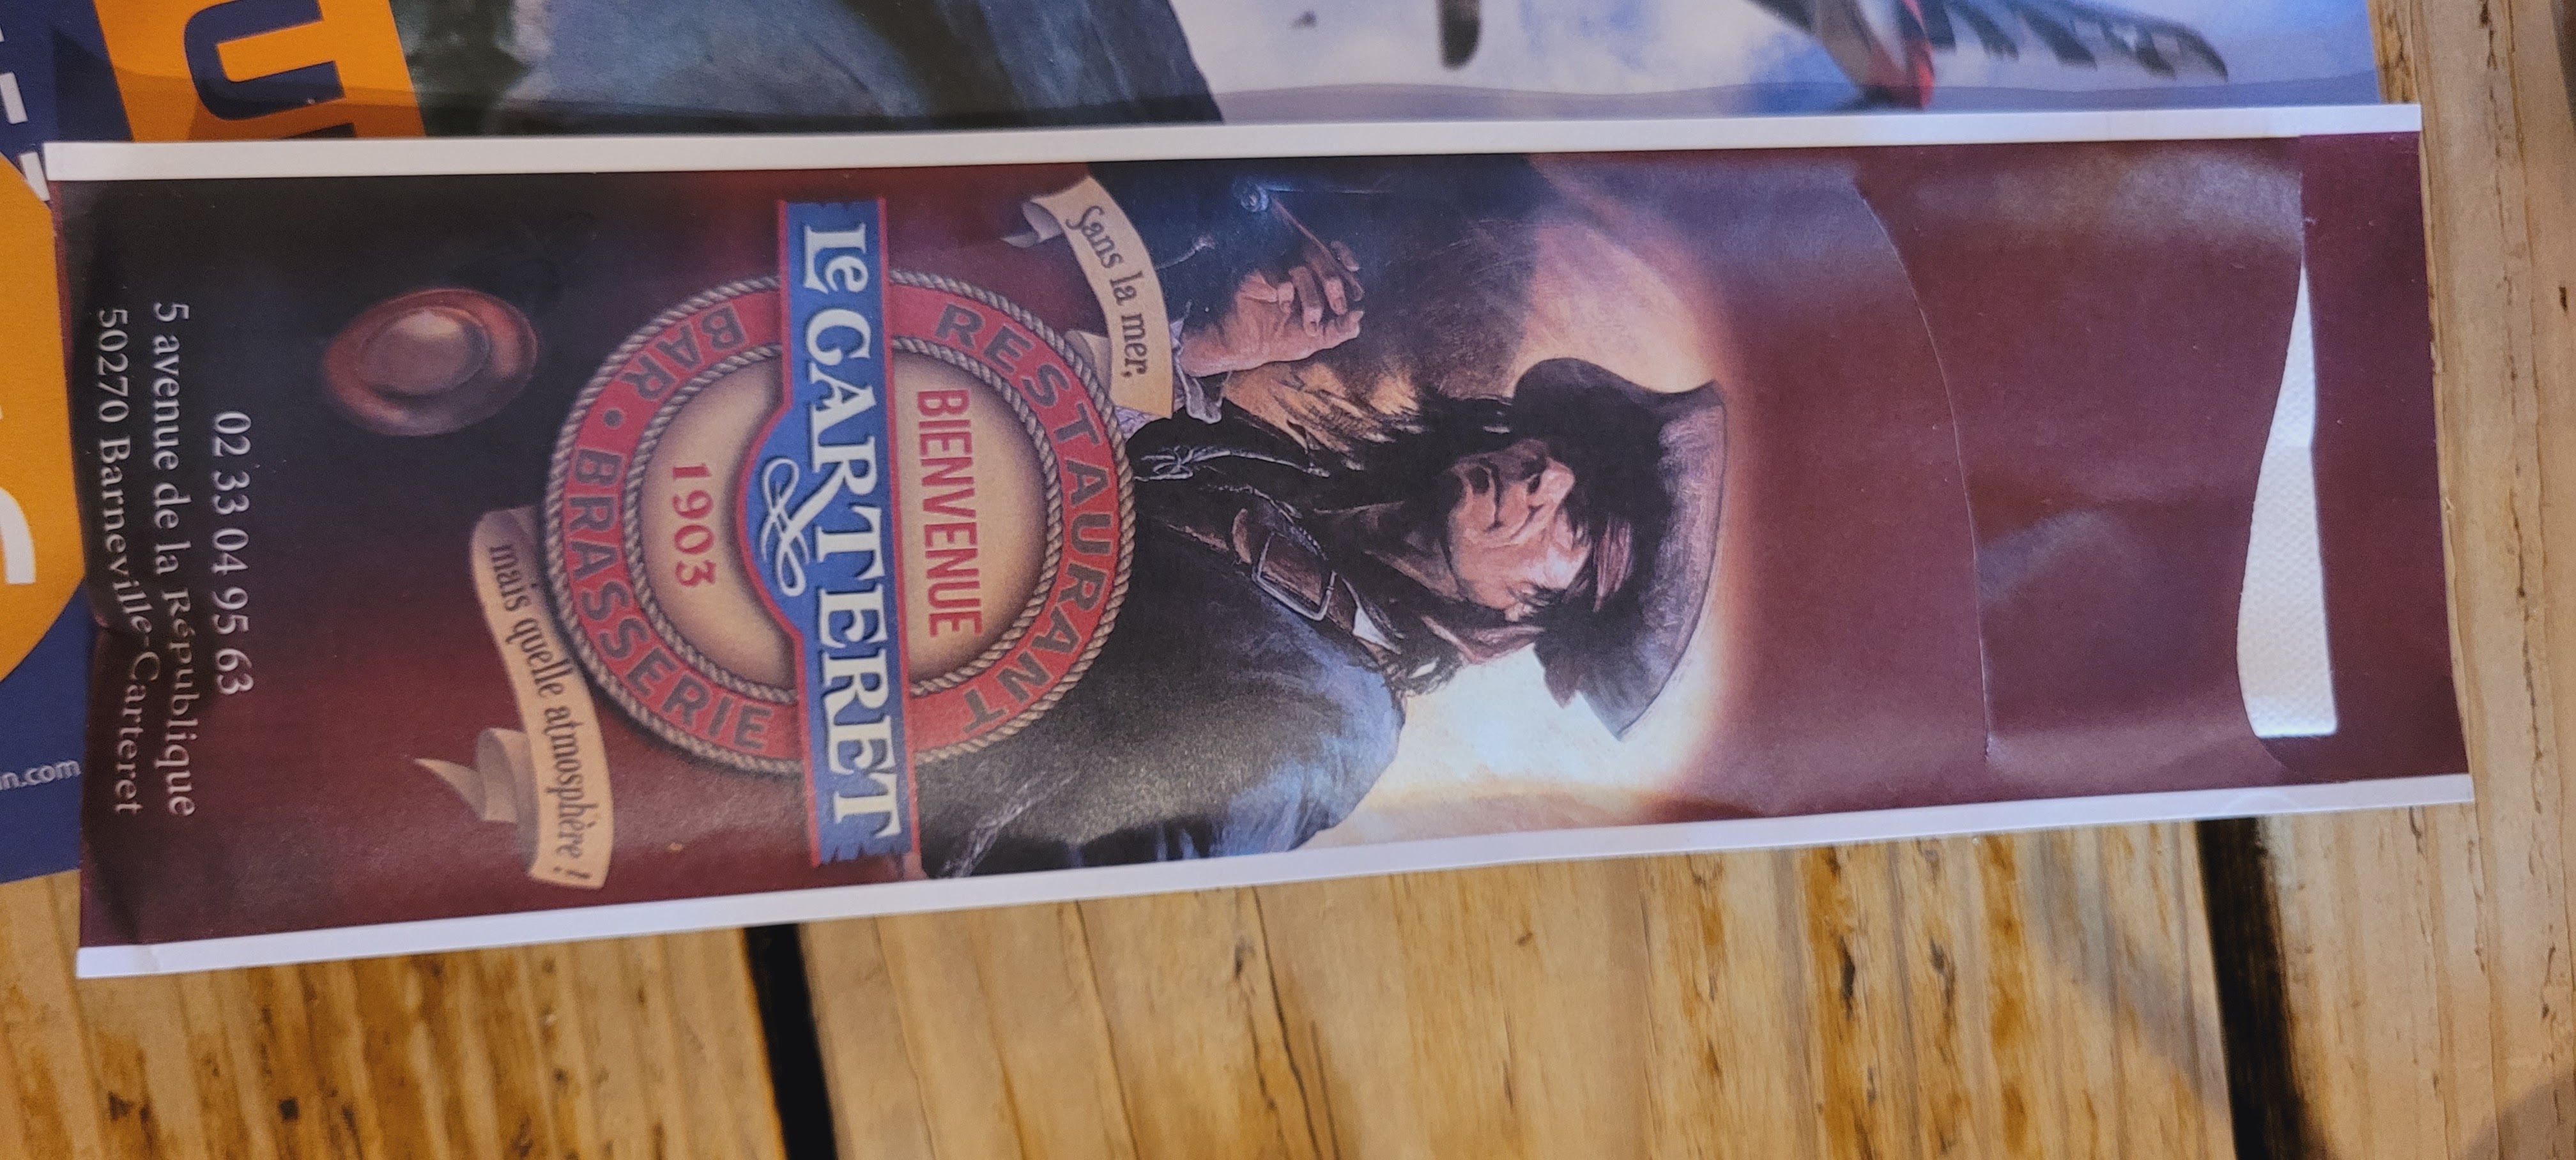 Sans la mer,
RESTAURANT
BIENVENUE
Le CARTERET
1903
BAR • BRASSERIE
mais quelle atmosphère !
02 33 04 95 63
5 avenue de la République
50270 Barneville-Carteret
U
n.com